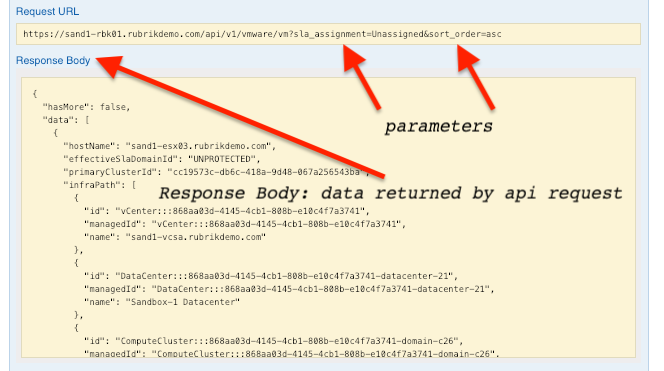 Request URL
https://sand1-rbk01.rubrikdemo.com/api/v1/vmware/vm?sla_assignment=Unassigned&sort_order=asc
Response Body
parameters
{
"hasMore": false,
"data": [
{
"hostName": "sand1-esx03.rubrikdemo.com",
"effectiveSlaDomainId": "UNPROTECTED",
"primaryClusterId": "cc19573c-db6c-418a-9d48-067a256543ba",
"infraPath": [
Response Body: data returned by api request
{
"id": "vCenter:::868aa03d-4145-4cb1-808b-e10c4f7a3741",
"managedId": "vCenter:::868aa03d-4145-4cb1-808b-e10c4f7a3741",
"name": "sand1-vcsa.rubrikdemo.com"
},
{
"id": "DataCenter:::868aa03d-4145-4cb1-808b-e10c4f7a3741-datacenter-21",
"managedId": "DataCenter:::868aa03d-4145-4cb1-808b-e10c4f7a3741-datacenter-21",
"name": "Sandbox-1 Datacenter"
},
{
"id": "ComputeCluster:::868aa03d-4145-4cb1-808b-e10c4f7a3741-domain-c26",
"managedId": "ComputeCluster:::868aa03d-4145-4cb1-808b-e10c4f7a3741-domain-c26",